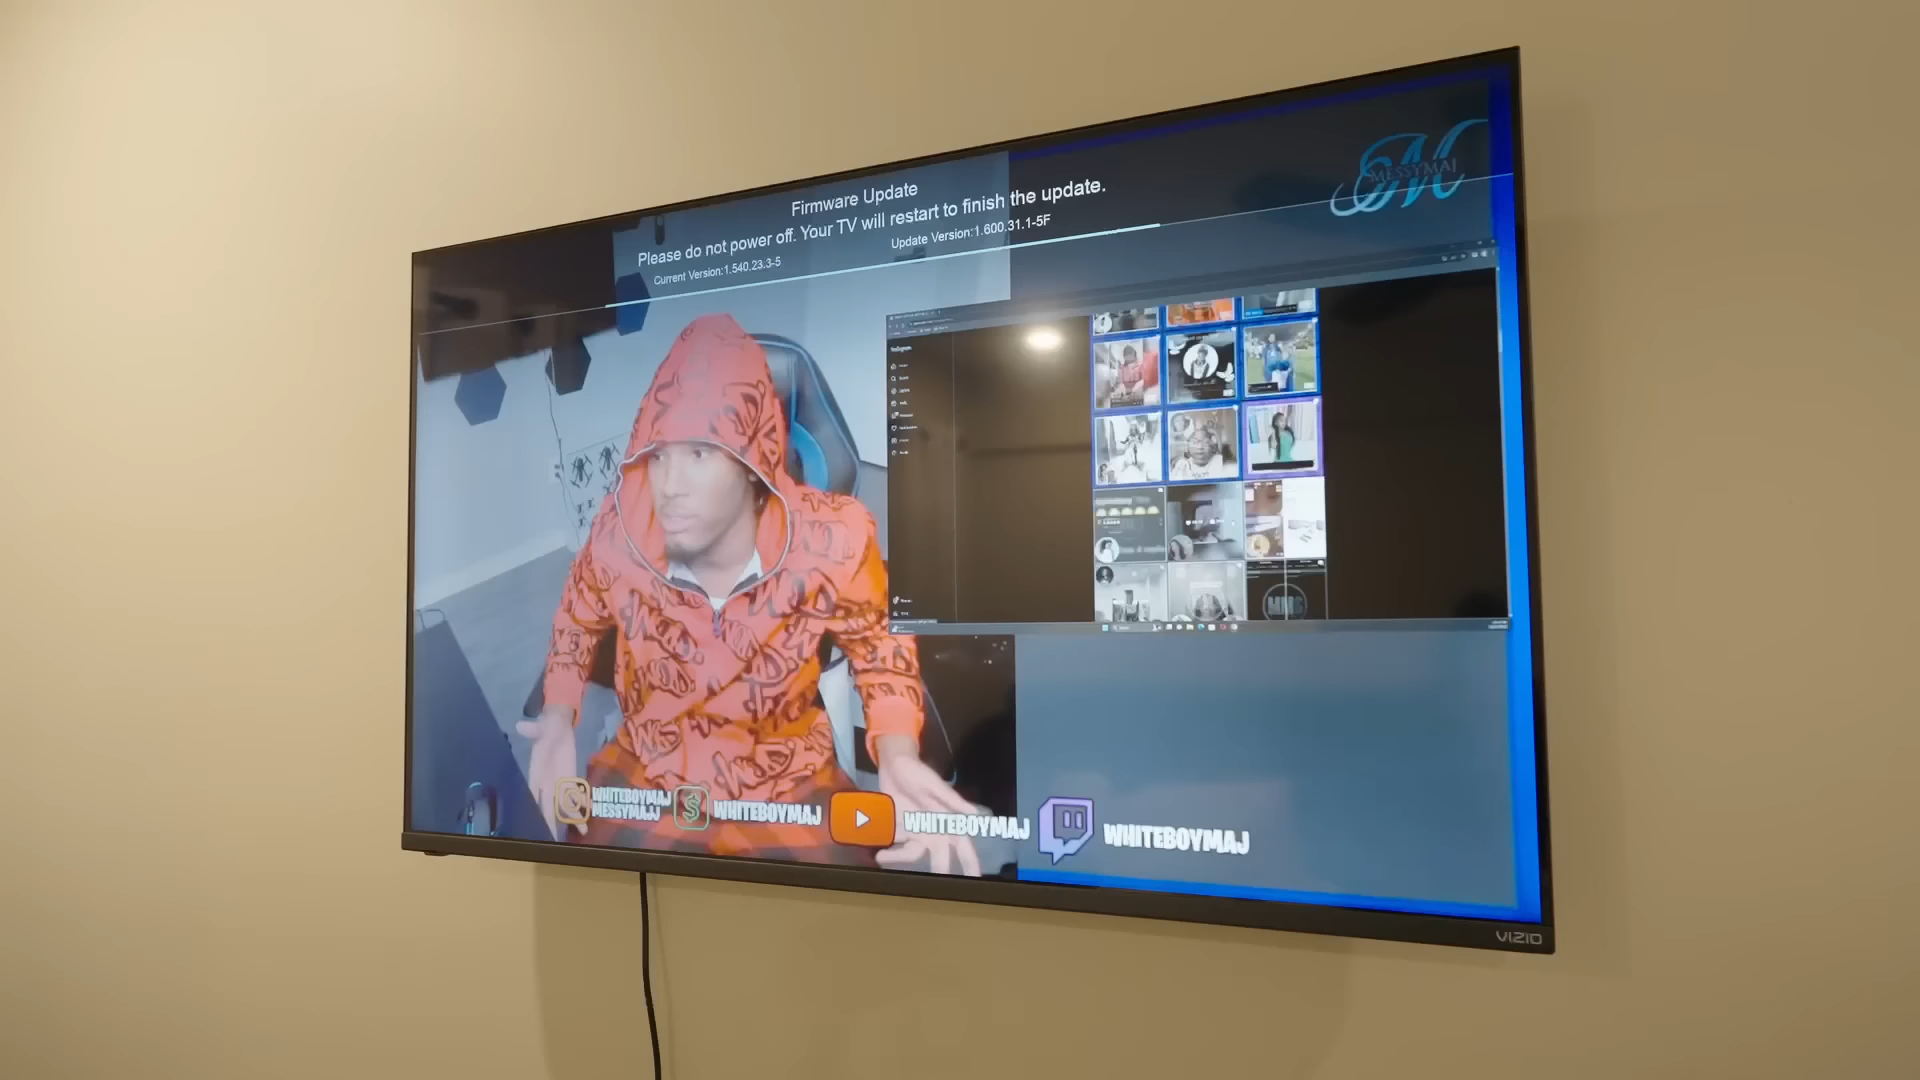 Firmware Update
Please do not power off. Your TV will restart to finish the update.
Current Version:1.540.23.3-5
Update Version:1.600.31.1-5F
MESSYMAJ
WHITEBOYMAJ
MESSYMAJJ
WHITEBOYMAJ
WHITEBOYMAJ
WHITEBOYMAJ
VIZIO